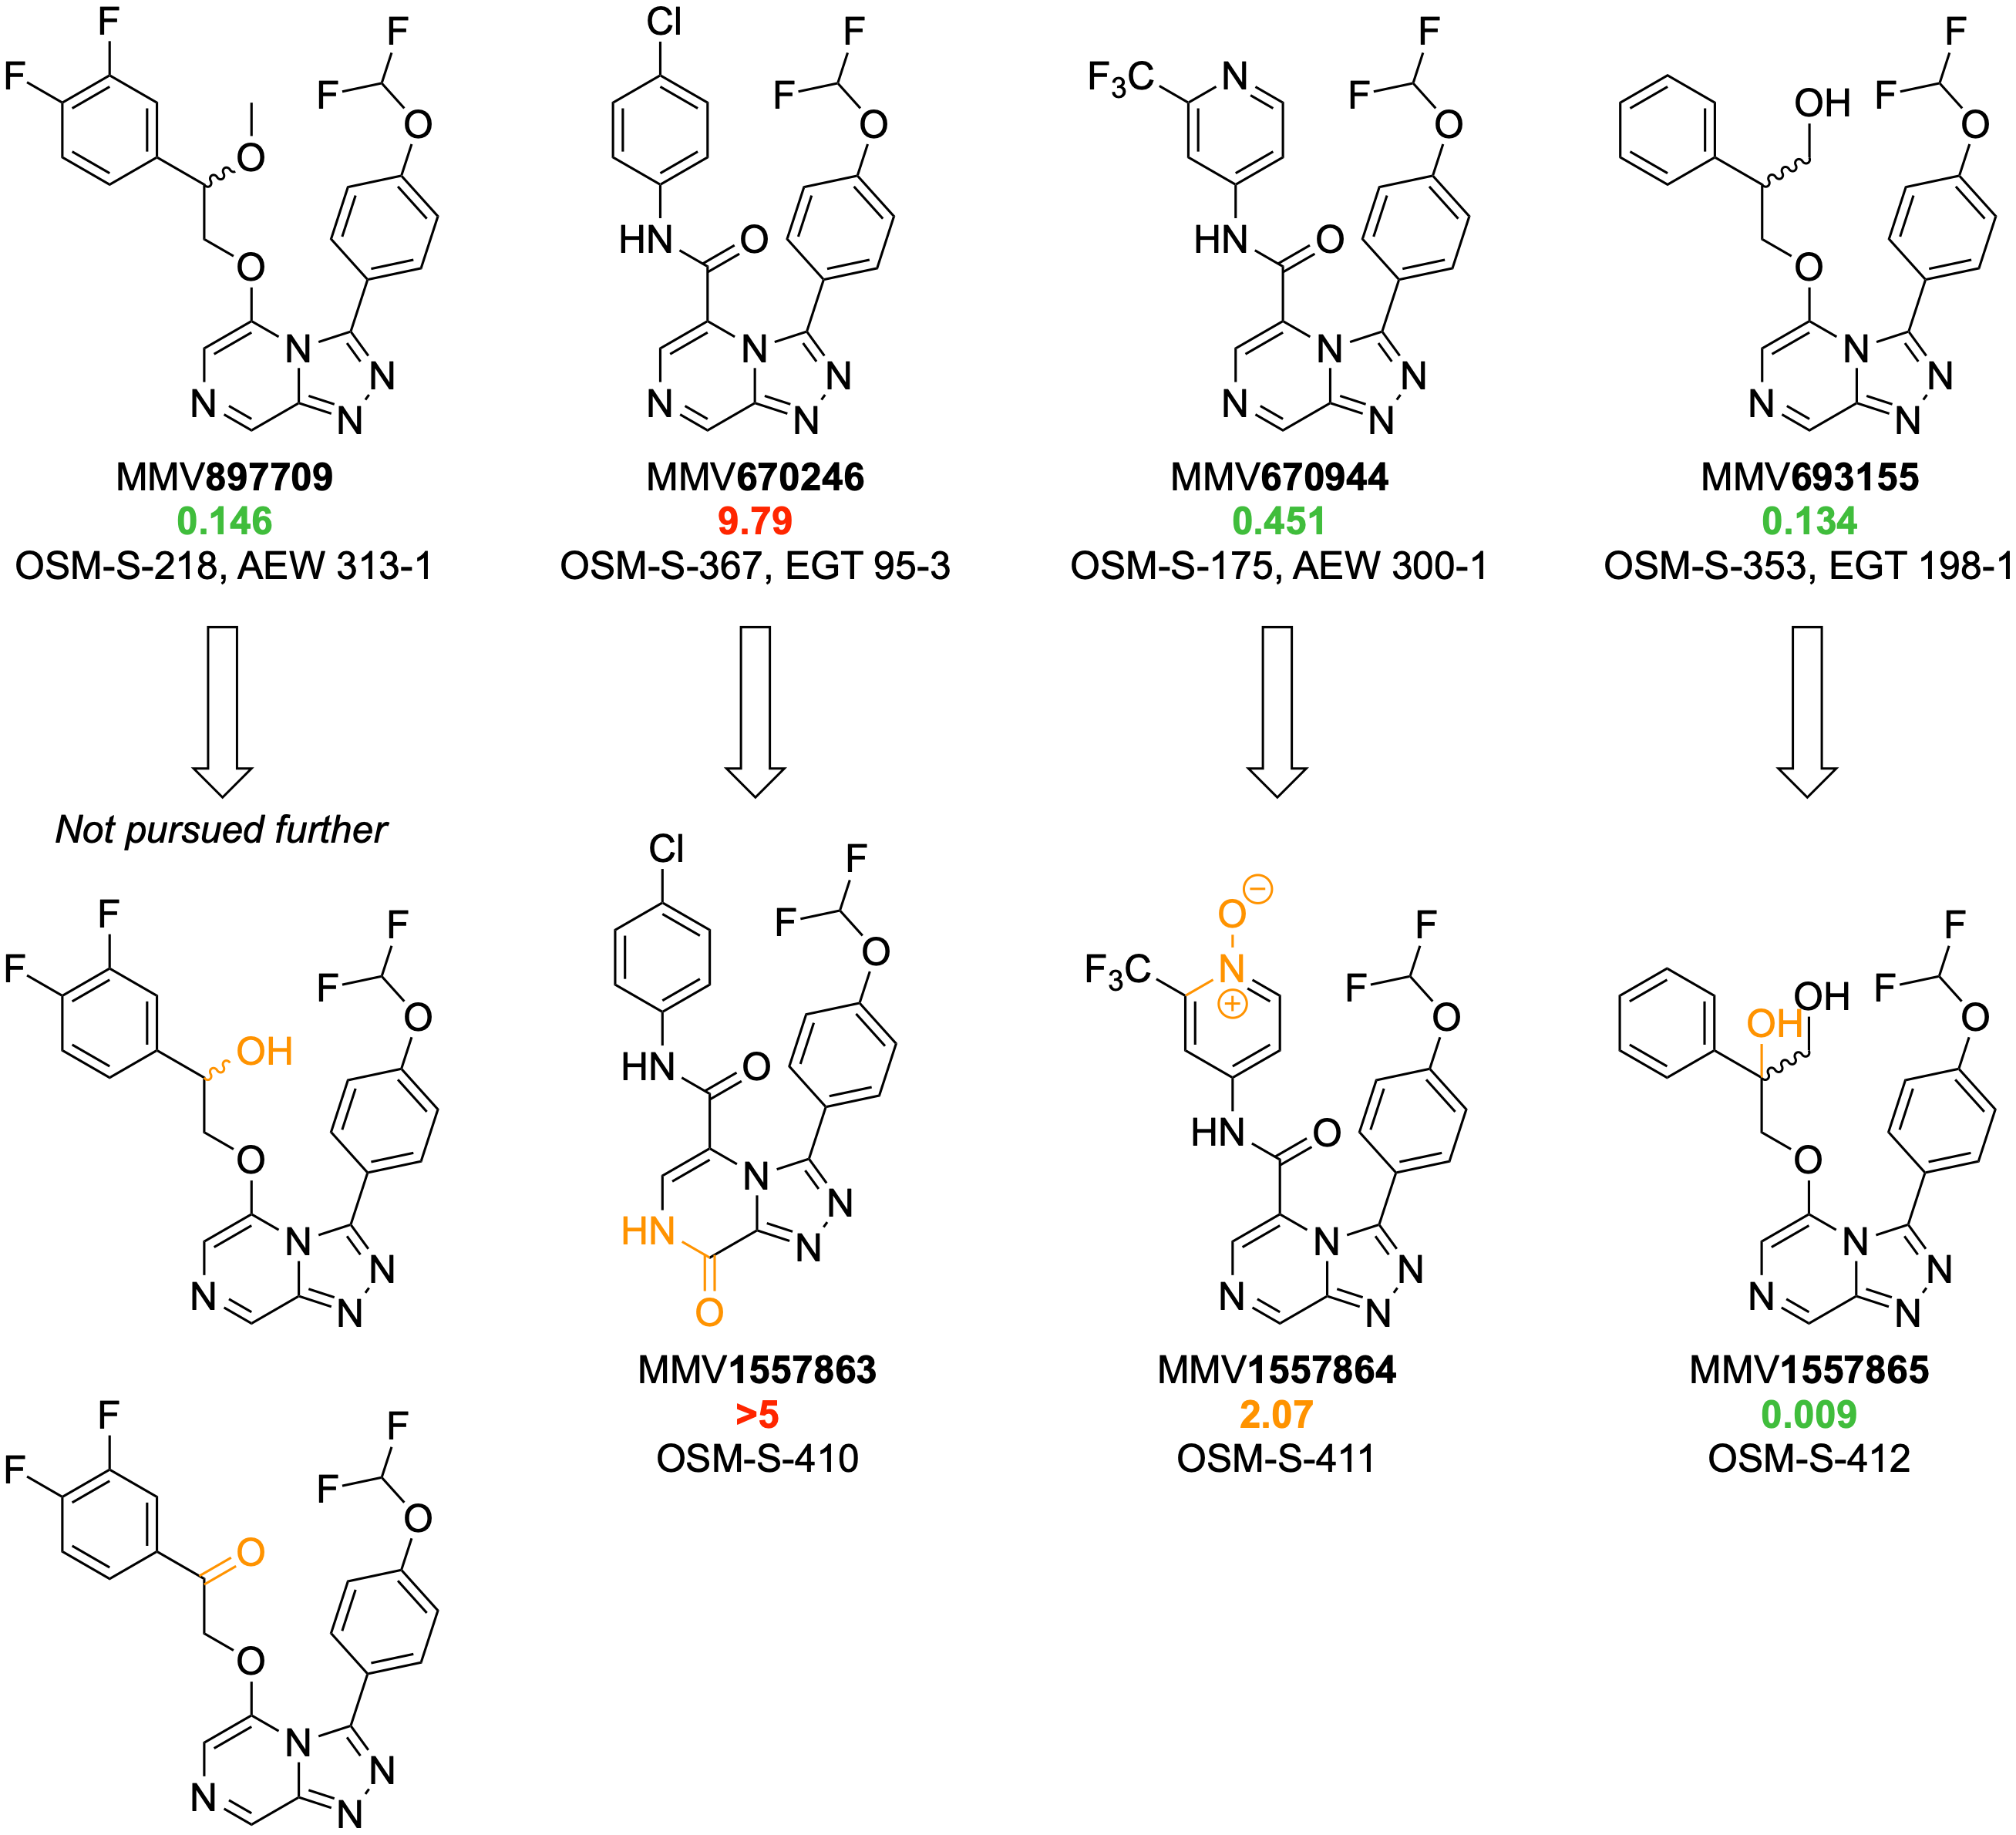 F
F
F
F
O
O
O
N
N
N
N
MMV897709
0.146
OSM-S-218, AEW 313-1
Cl
F
F
O
HN
O
N
N
N
N
MMV670246
9.79
OSM-S-367, EGT 95-3
F₃C
N
F
F
O
HN
O
N
N
N
N
MMV670944
0.451
OSM-S-175, AEW 300-1
OH
F
F
O
O
N
N
N
N
MMV693155
0.134
OSM-S-353, EGT 198-1
Not pursued further
F
F
F
F
O
OH
O
N
N
N
N
Cl
F
F
O
HN
O
N
N
HN
N
O
MMV1557863
>5
OSM-S-410
O⊖
F₃C
N
⊕
F
F
O
HN
O
N
N
N
N
MMV1557864
2.07
OSM-S-411
OH
OH
F
F
O
O
N
N
N
N
MMV1557865
0.009
OSM-S-412
F
F
F
F
O
O
O
N
N
N
N